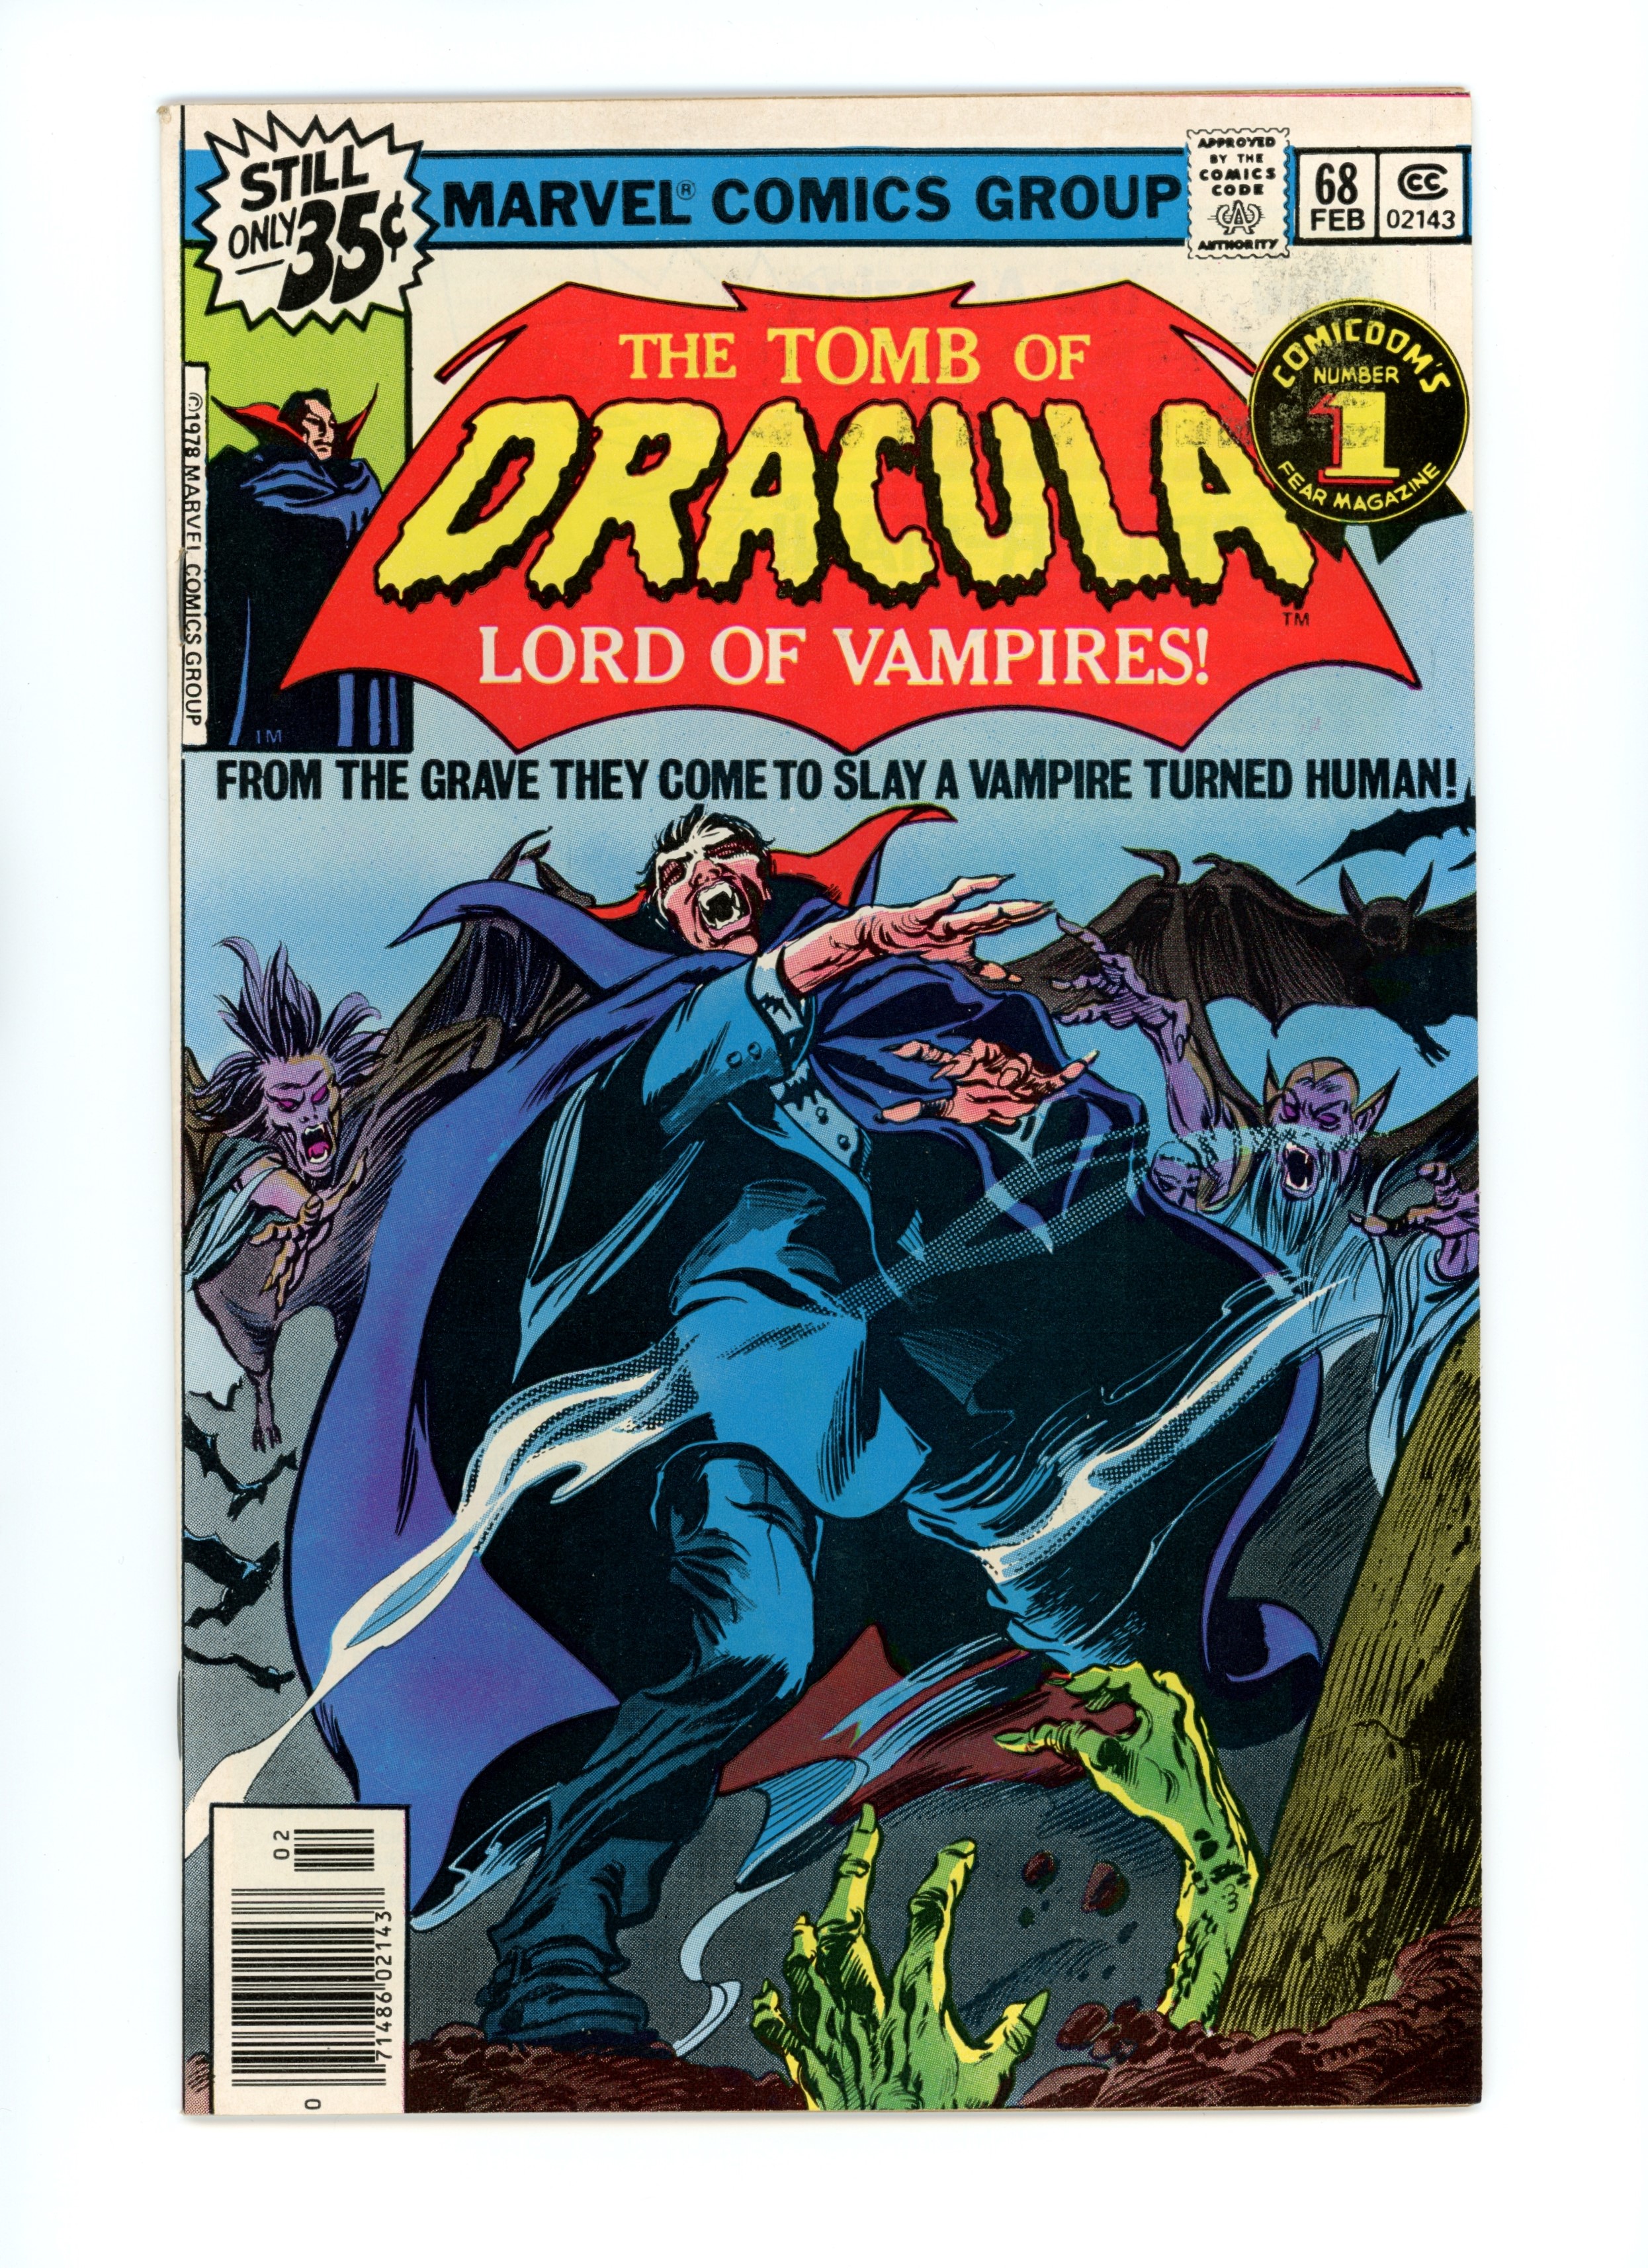 STILL
ONLY 35¢
MARVEL® COMICS GROUP
APPROVED
BY THE
COMICS
CODE
A
AUTHORITY
68
FEB
CC
02143
THE TOMB OF
DRACULA
TM
LORD OF VAMPIRES!
COMICDOM'S
NUMBER
1
FEAR MAGAZINE
©1978 MARVEL COMICS GROUP
FROM THE GRAVE THEY COME TO SLAY A VAMPIRE TURNED HUMAN!
02
71486 02143
0